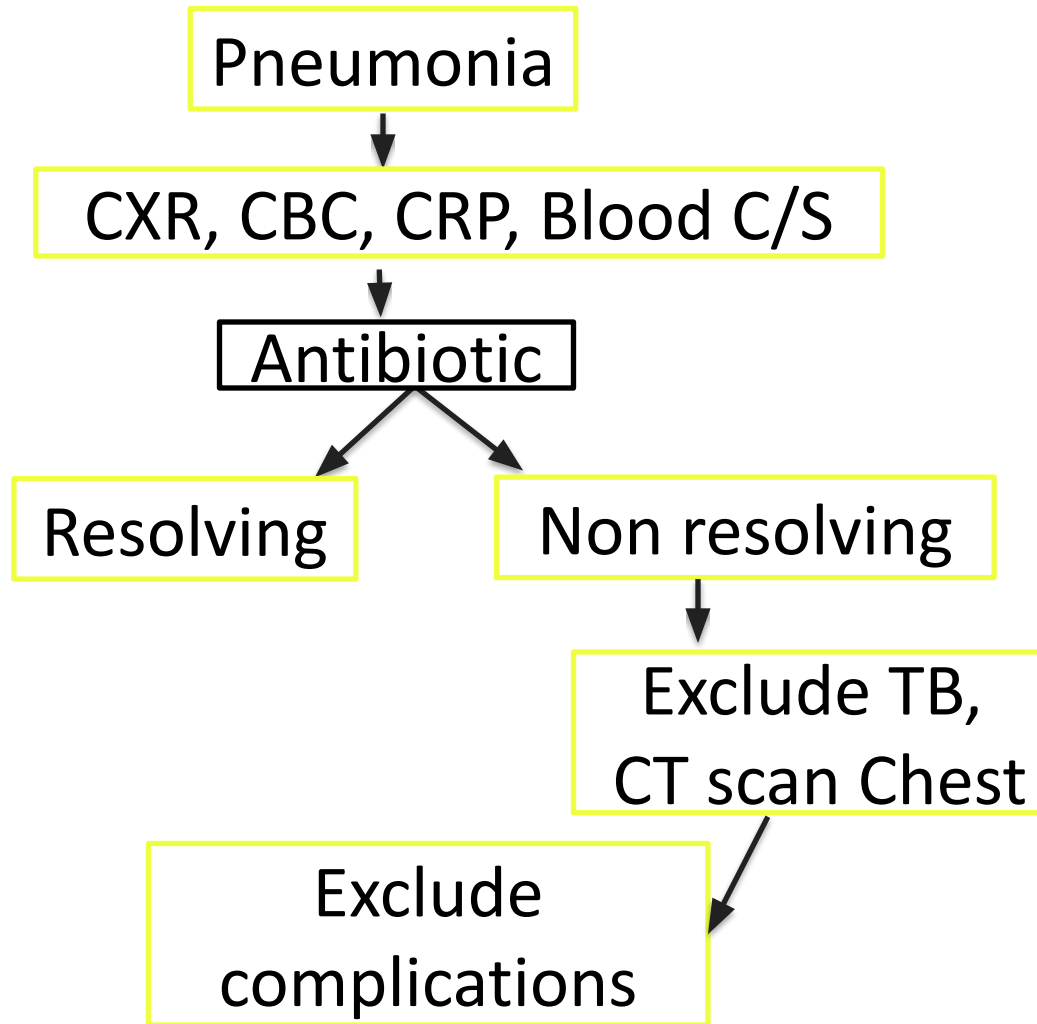 Pneumonia
CXR, CBC, CRP, Blood C/S
Antibiotic
Resolving
Non resolving
Exclude TB,
CT scan Chest
Exclude
complications